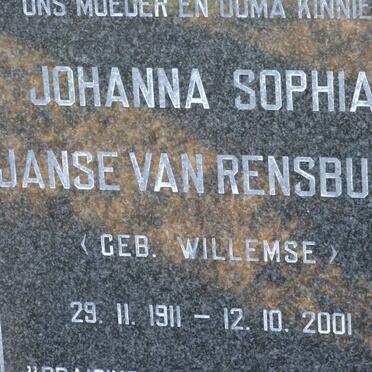 ONS MOEDER EN OUMA KINNIE
JOHANNA SOPHIA
JANSE VAN RENSBU
(GEB. WILLEMSE)
29. 11. 1911 - 12. 10. 2001